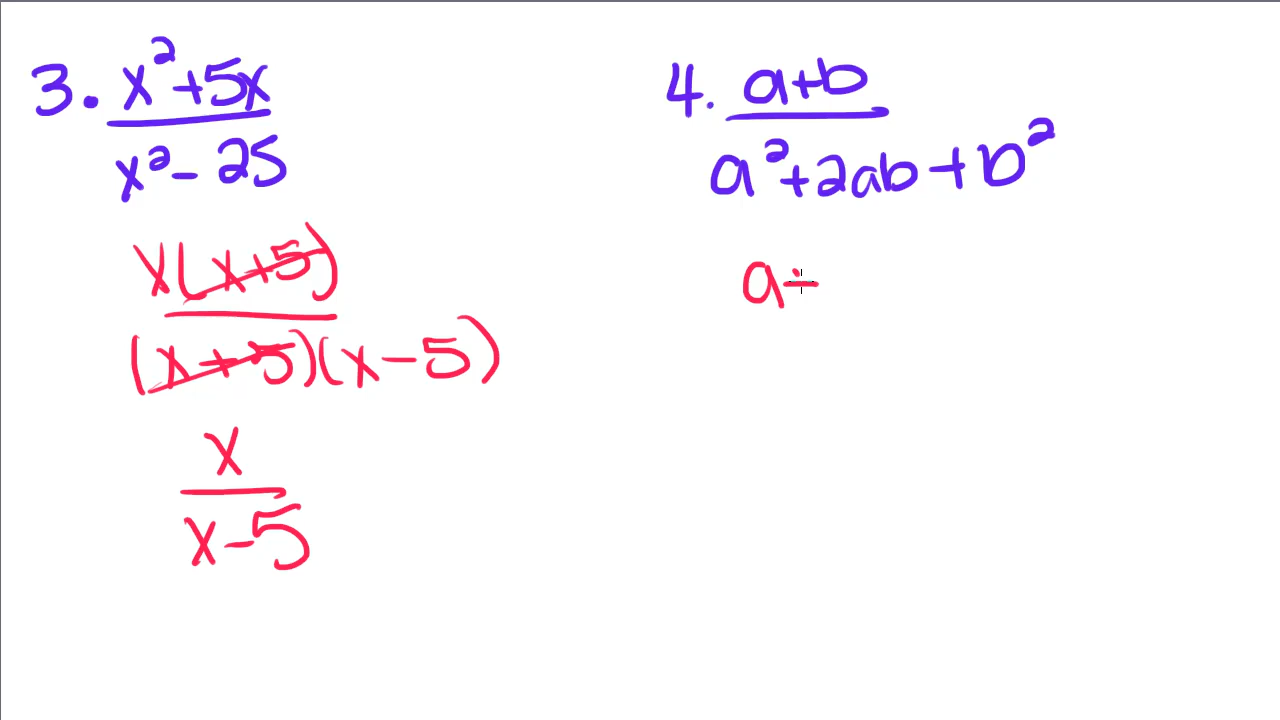 3. x²+5x
x²-25
x(x+5)
(x+5)(x-5)
x
x-5
4. a+b
a²+2ab+b²
a